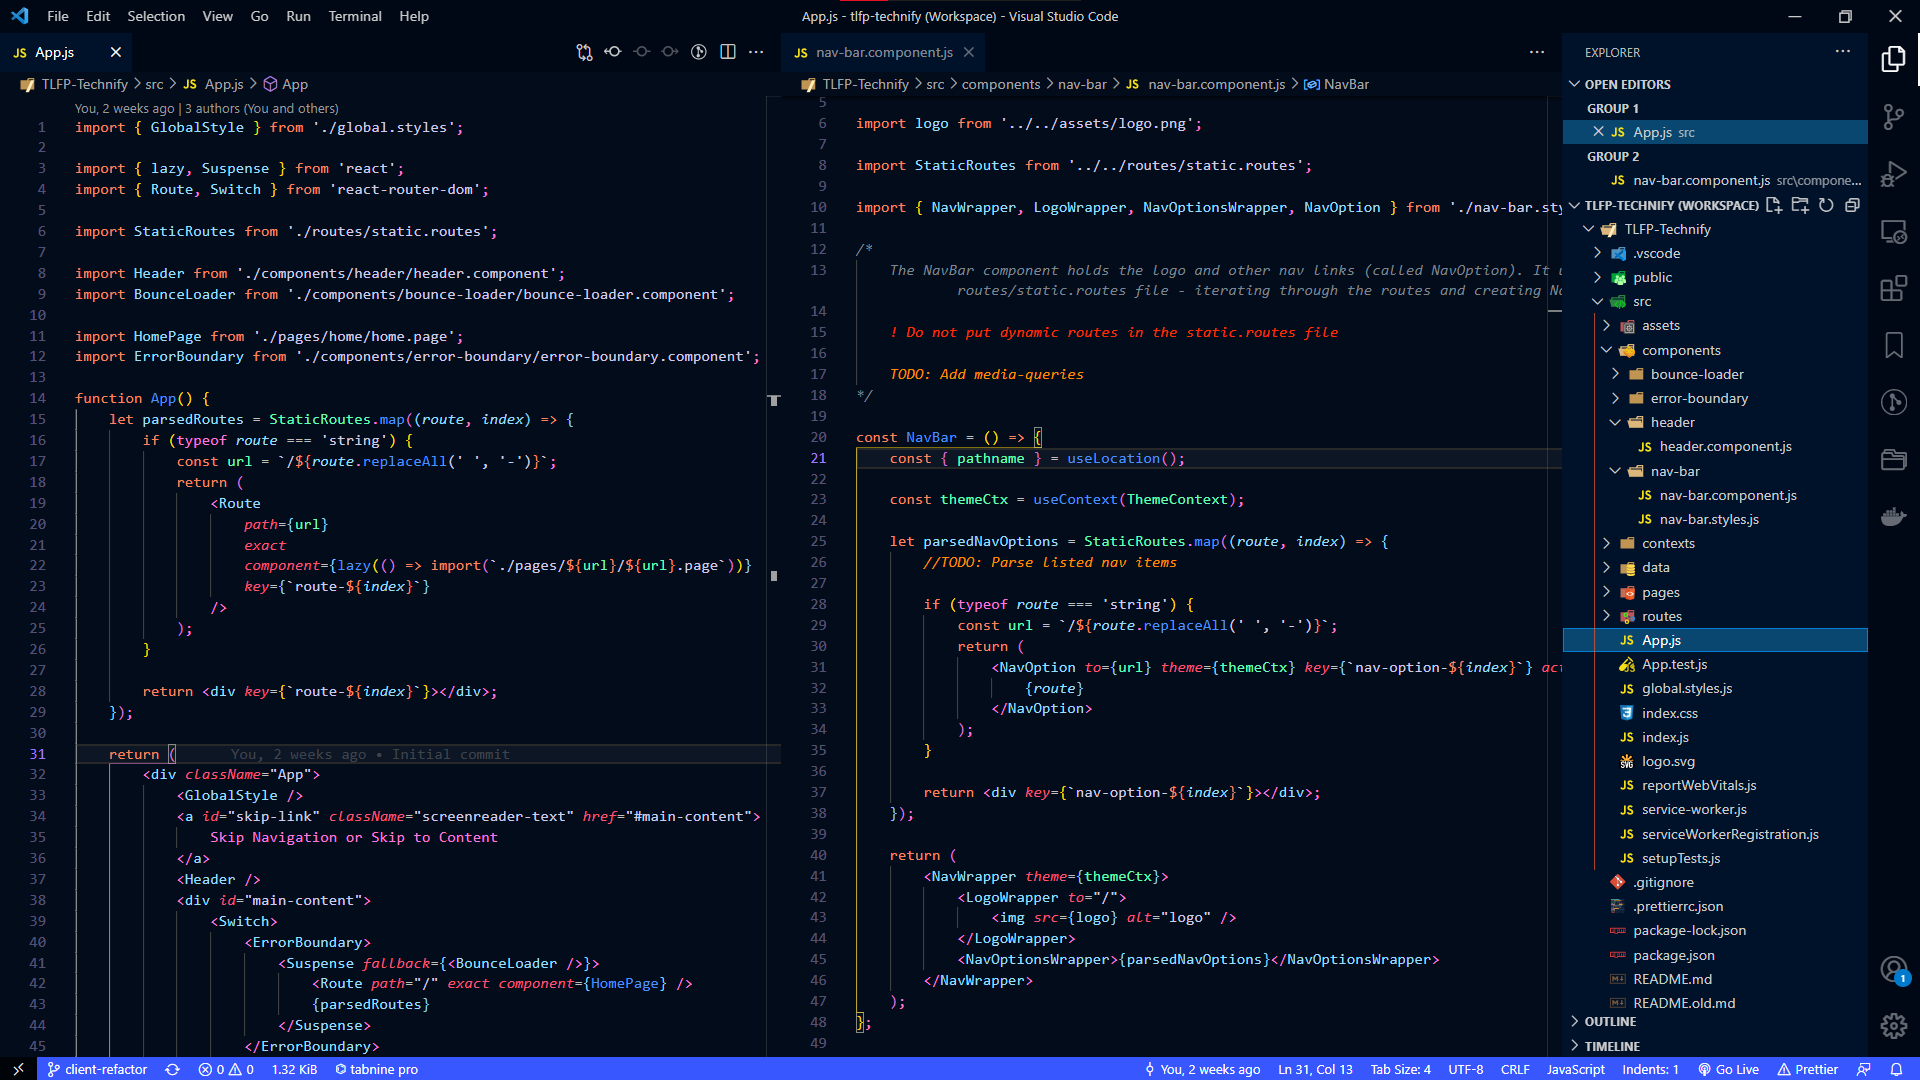 File Edit Selection View Go Run Terminal Help
App.js - tlfp-technify (Workspace) - Visual Studio Code
JS App.js
TLFP-Technify > src > JS App.js > App
You, 2 weeks ago | 3 authors (You and others)
1 import { GlobalStyle } from './global.styles';
2
3 import { lazy, Suspense } from 'react';
4 import { Route, Switch } from 'react-router-dom';
5
6 import StaticRoutes from './routes/static.routes';
7
8 import Header from './components/header/header.component';
9 import BounceLoader from './components/bounce-loader/bounce-loader.component';
10
11 import HomePage from './pages/home/home.page';
12 import ErrorBoundary from './components/error-boundary/error-boundary.component';
13
14 function App() {
15 let parsedRoutes = StaticRoutes.map((route, index) => {
16 if (typeof route === 'string') {
17 const url = `/${route.replaceAll(' ', '-')}`;
18 return (
19 <Route
20 path={url}
21 exact
22 component={lazy(() => import(`./pages/${url}/${url}.page`))}
23 key={`route-${index}`}
24 />
25 );
26 }
27
28 return <div key={`route-${index}`}></div>;
29 });
30
31 return ( You, 2 weeks ago • Initial commit
32 <div className="App">
33 <GlobalStyle />
34 <a id="skip-link" className="screenreader-text" href="#main-content">
35 Skip Navigation or Skip to Content
36 </a>
37 <Header />
38 <div id="main-content">
39 <Switch>
40 <ErrorBoundary>
41 <Suspense fallback={<BounceLoader />}>
42 <Route path="/" exact component={HomePage} />
43 {parsedRoutes}
44 </Suspense>
45 </ErrorBoundary>
JS nav-bar.component.js
TLFP-Technify > src > components > nav-bar > JS nav-bar.component.js > NavBar
5
6 import logo from '../../assets/logo.png';
7
8 import StaticRoutes from '../../routes/static.routes';
9
10 import { NavWrapper, LogoWrapper, NavOptionsWrapper, NavOption } from './nav-bar.sty
11
12 /*
13 The NavBar component holds the logo and other nav links (called NavOption). It
routes/static.routes file - iterating through the routes and creating
14
15 ! Do not put dynamic routes in the static.routes file
16
17 TODO: Add media-queries
18 */
19
20 const NavBar = () => {
21 const { pathname } = useLocation();
22
23 const themeCtx = useContext(ThemeContext);
24
25 let parsedNavOptions = StaticRoutes.map((route, index) => {
26 //TODO: Parse listed nav items
27
28 if (typeof route === 'string') {
29 const url = `/${route.replaceAll(' ', '-')}`;
30 return (
31 <NavOption to={url} theme={themeCtx} key={`nav-option-${index}`} ac
32 {route}
33 </NavOption>
34 );
35 }
36
37 return <div key={`nav-option-${index}`}></div>;
38 });
39
40 return (
41 <NavWrapper theme={themeCtx}>
42 <LogoWrapper to="/">
43 <img src={logo} alt="logo" />
44 </LogoWrapper>
45 <NavOptionsWrapper>{parsedNavOptions}</NavOptionsWrapper>
46 </NavWrapper>
47 );
48 };
49
EXPLORER
OPEN EDITORS
GROUP 1
JS App.js src
GROUP 2
JS nav-bar.component.js src\compone...
TLFP-TECHNIFY (WORKSPACE)
TLFP-Technify
.vscode
public
src
assets
components
bounce-loader
error-boundary
header
JS header.component.js
nav-bar
JS nav-bar.component.js
JS nav-bar.styles.js
contexts
data
pages
routes
JS App.js
App.test.js
JS global.styles.js
index.css
JS index.js
SVG logo.svg
JS reportWebVitals.js
JS service-worker.js
JS serviceWorkerRegistration.js
JS setupTests.js
.gitignore
.prettierrc.json
package-lock.json
package.json
README.md
README.old.md
OUTLINE
TIMELINE
1
client-refactor 0 0 1.32 KiB tabnine pro
You, 2 weeks ago Ln 31, Col 13 Tab Size: 4 UTF-8 CRLF JavaScript Indents: 1 Go Live Prettier